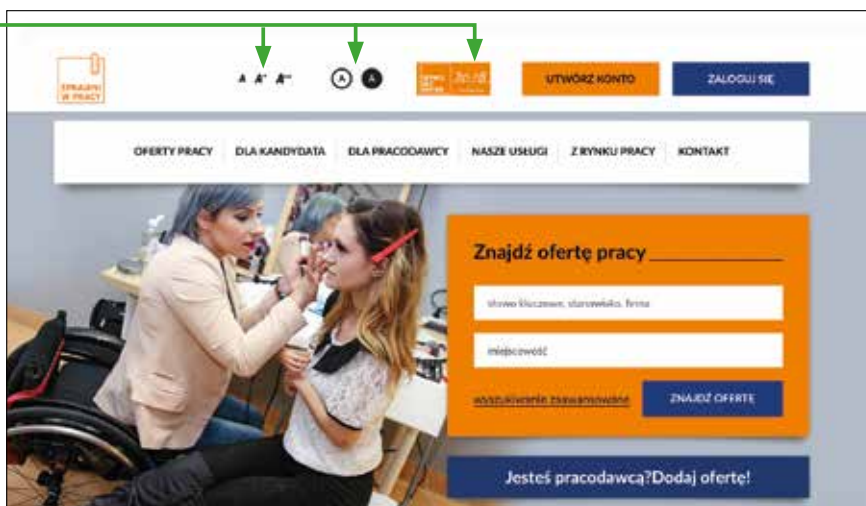 SPRAWNI
W PRACY
A A+ A++
A A
UTWÓRZ KONTO
ZALOGUJ SIĘ
OFERTY PRACY
DLA KANDYDATA
DLA PRACODAWCY
NASZE USŁUGI
Z RYNKU PRACY
KONTAKT
Znajdź ofertę pracy
słowo kluczowe, stanowisko, firma
miejscowość
wyszukiwanie zaawansowane
ZNAJDŹ OFERTĘ
Jesteś pracodawcą?Dodaj ofertę!